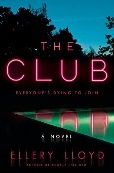 THE
CLUB
EVERYONE'S DYING TO JOIN
A NOVEL
ELLERY LLOYD